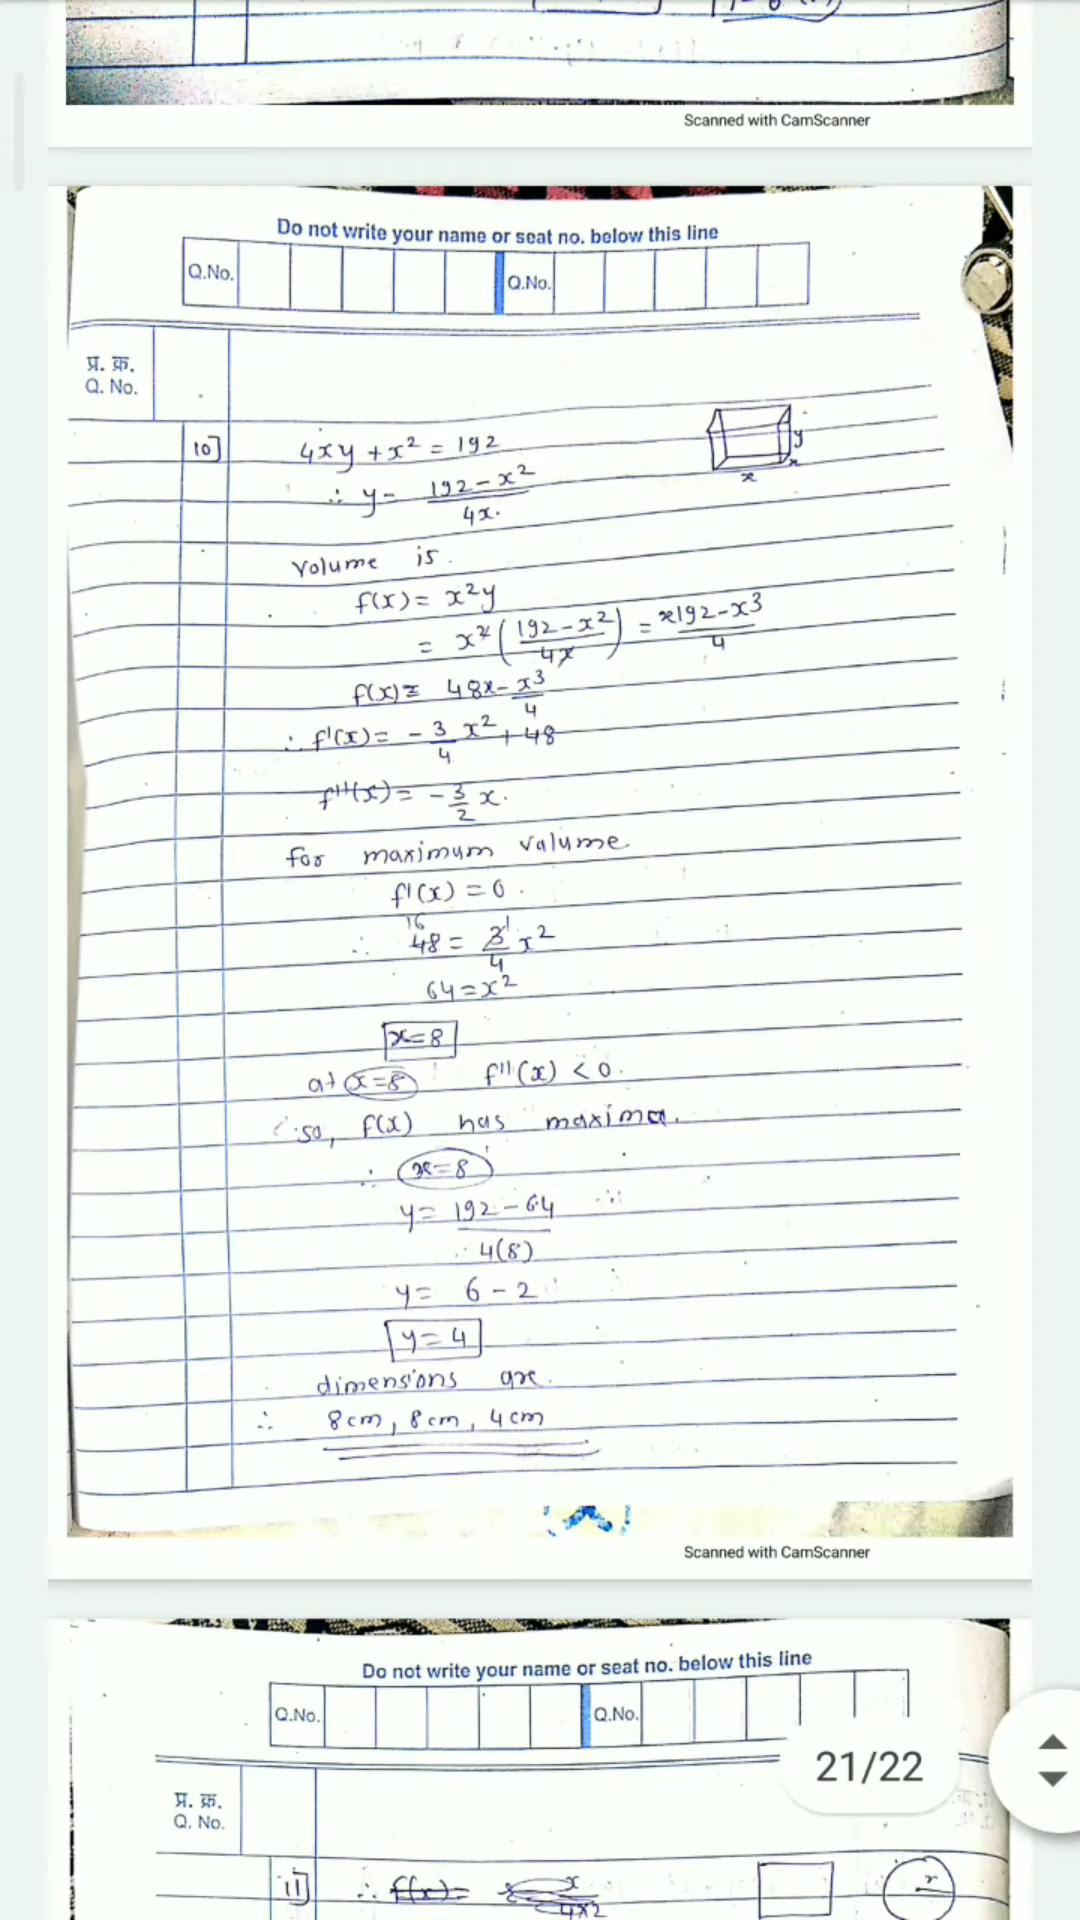 Scanned with CamScanner
Do not write your name or seat no. below this line
Q.No. Q.No.
प्र. क्र.
Q. No.
10] 4xy + x² = 192
∴ y = 192 - x² / 4x.
y
x
x
Volume is.
f(x) = x²y
= x² ( 192 - x² / 4x ) = x192 - x³ / 4
f(x) = 48x - x³ / 4
∴ f'(x) = - 3/4 x² + 48
f''(x) = - 3/2 x.
for maximum valume
f'(x) = 0.
16 1
∴ 48 = 3/4 x²
64 = x²
x = 8
at x = 8 f''(x) < 0.
so, f(x) has maxima.
∴ x = 8
y = 192 - 64
4(8)
y = 6 - 2
y = 4
dimensions are.
∴ 8cm, 8cm, 4cm
Scanned with CamScanner
Do not write your name or seat no. below this line
Q.No. Q.No.
21/22
प्र. क्र.
Q. No.
11] ∴ f(x) = x
4x2
r